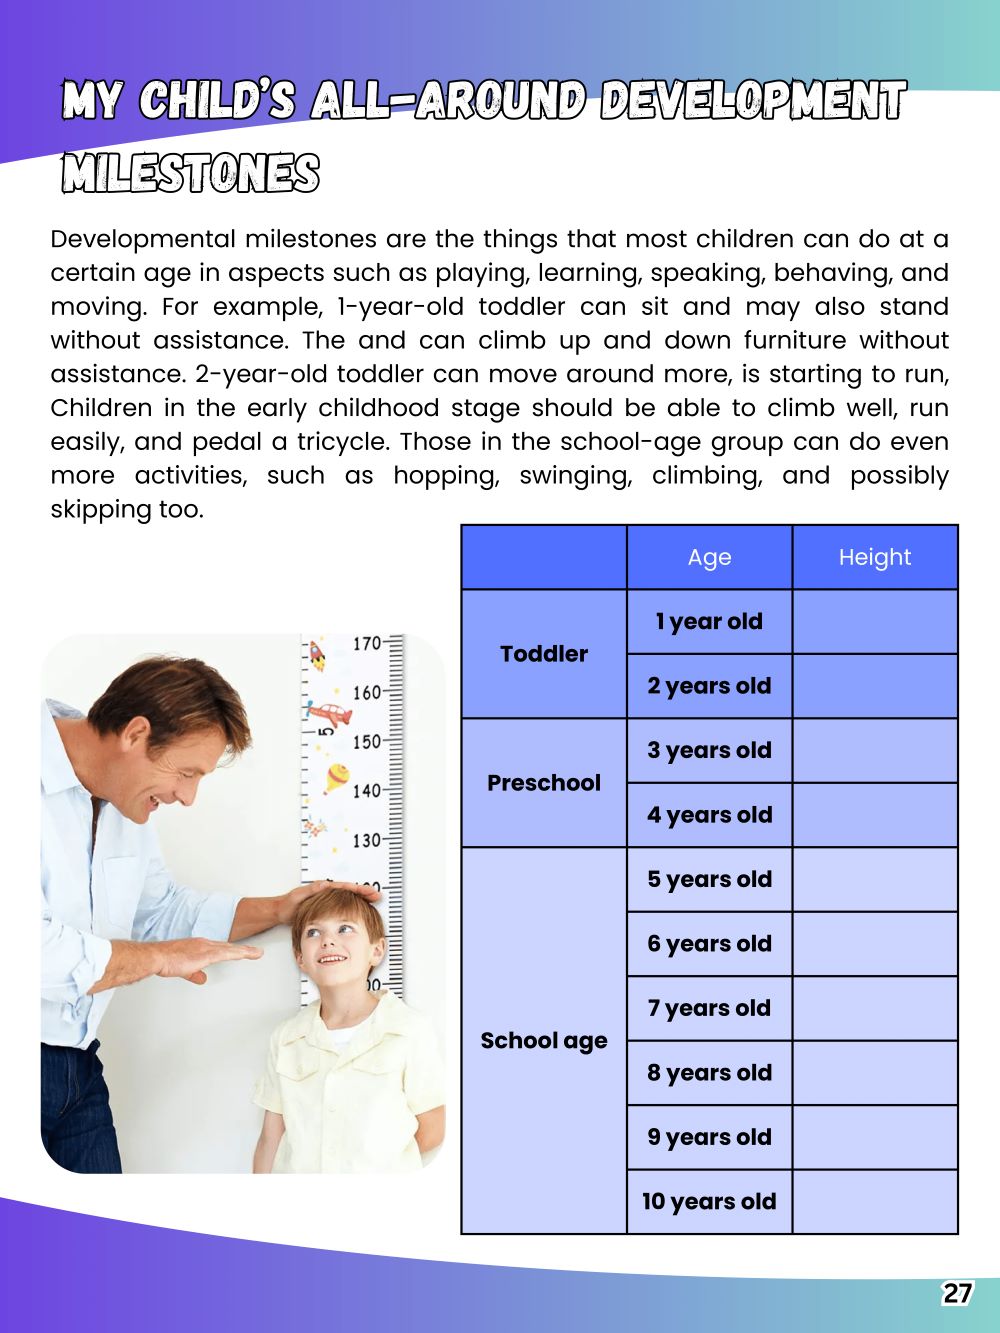 MY CHILD'S ALL-AROUND DEVELOPMENT
MILESTONES
Developmental milestones are the things that most children can do at a
certain age in aspects such as playing, learning, speaking, behaving, and
moving. For example, 1-year-old toddler can sit and may also stand
without assistance. The and can climb up and down furniture without
assistance. 2-year-old toddler can move around more, is starting to run,
Children in the early childhood stage should be able to climb well, run
easily, and pedal a tricycle. Those in the school-age group can do even
more activities, such as hopping, swinging, climbing, and possibly
skipping too.
170
160
5
150
140
130
Age Height
Toddler
1 year old
2 years old
Preschool
3 years old
4 years old
School age
5 years old
6 years old
7 years old
8 years old
9 years old
10 years old
27